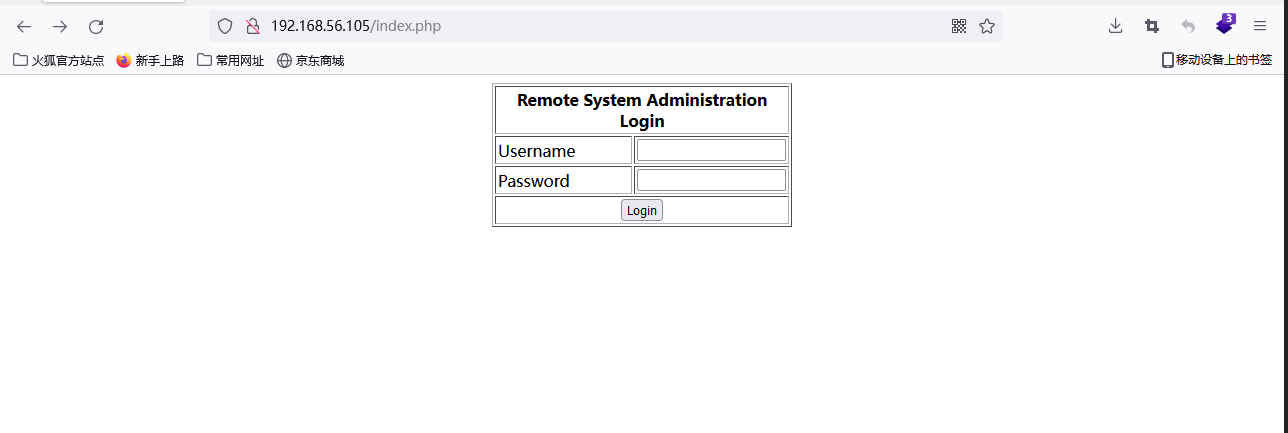 192.168.56.105/index.php
3
火狐官方站点 新手上路 常用网址 京东商城 移动设备上的书签
Remote System Administration
Login
Username
Password
Login